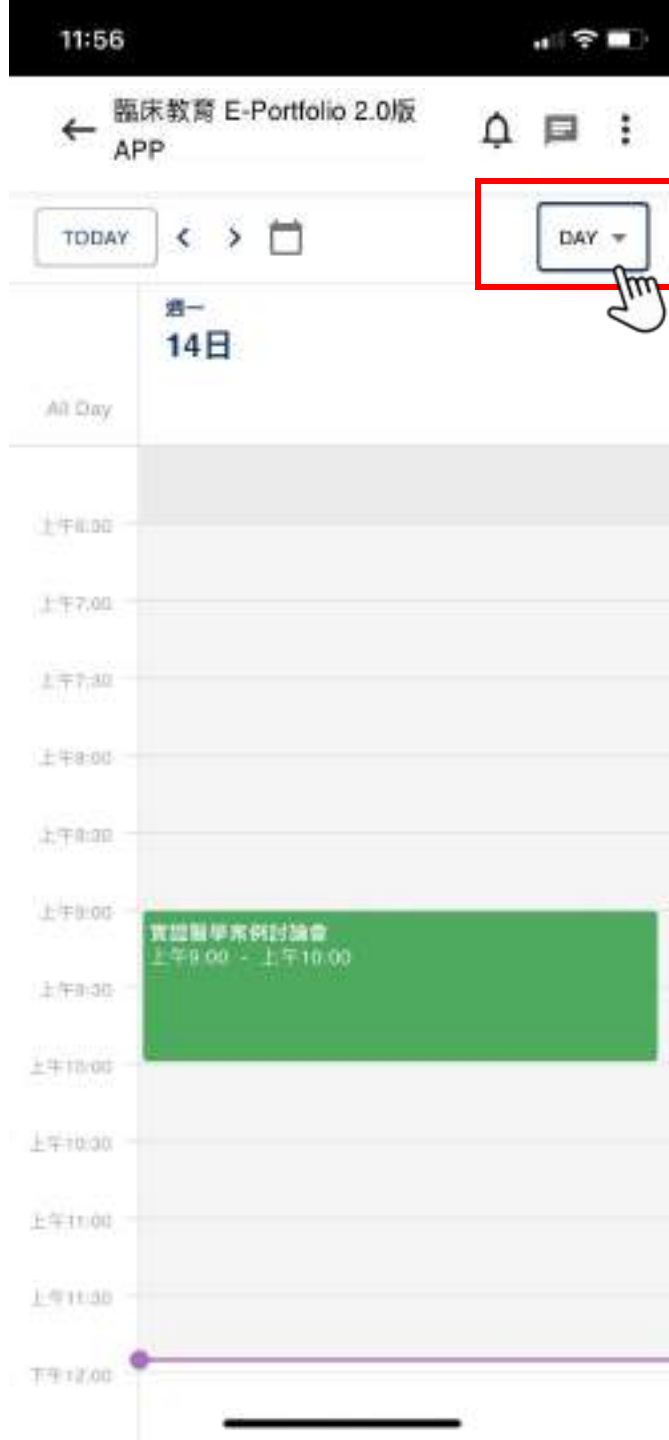 11:56
臨床教育 E-Portfolio 2.0版
APP
TODAY
DAY
週一
14日
All Day
上午6:30
上午7:00
上午7:30
上午8:00
上午8:30
上午9:00
實證醫學案例討論會
上午9:00 - 上午10:00
上午9:30
上午10:00
上午10:30
上午11:00
上午11:30
下午12:00